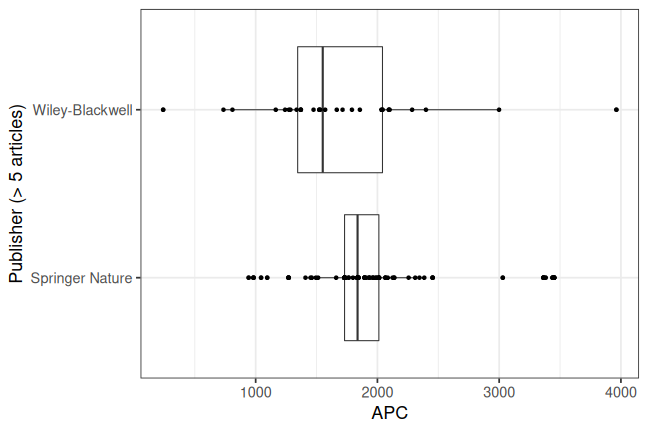 Publisher (> 5 articles)
Wiley-Blackwell
Springer Nature
1000 2000 3000 4000
APC